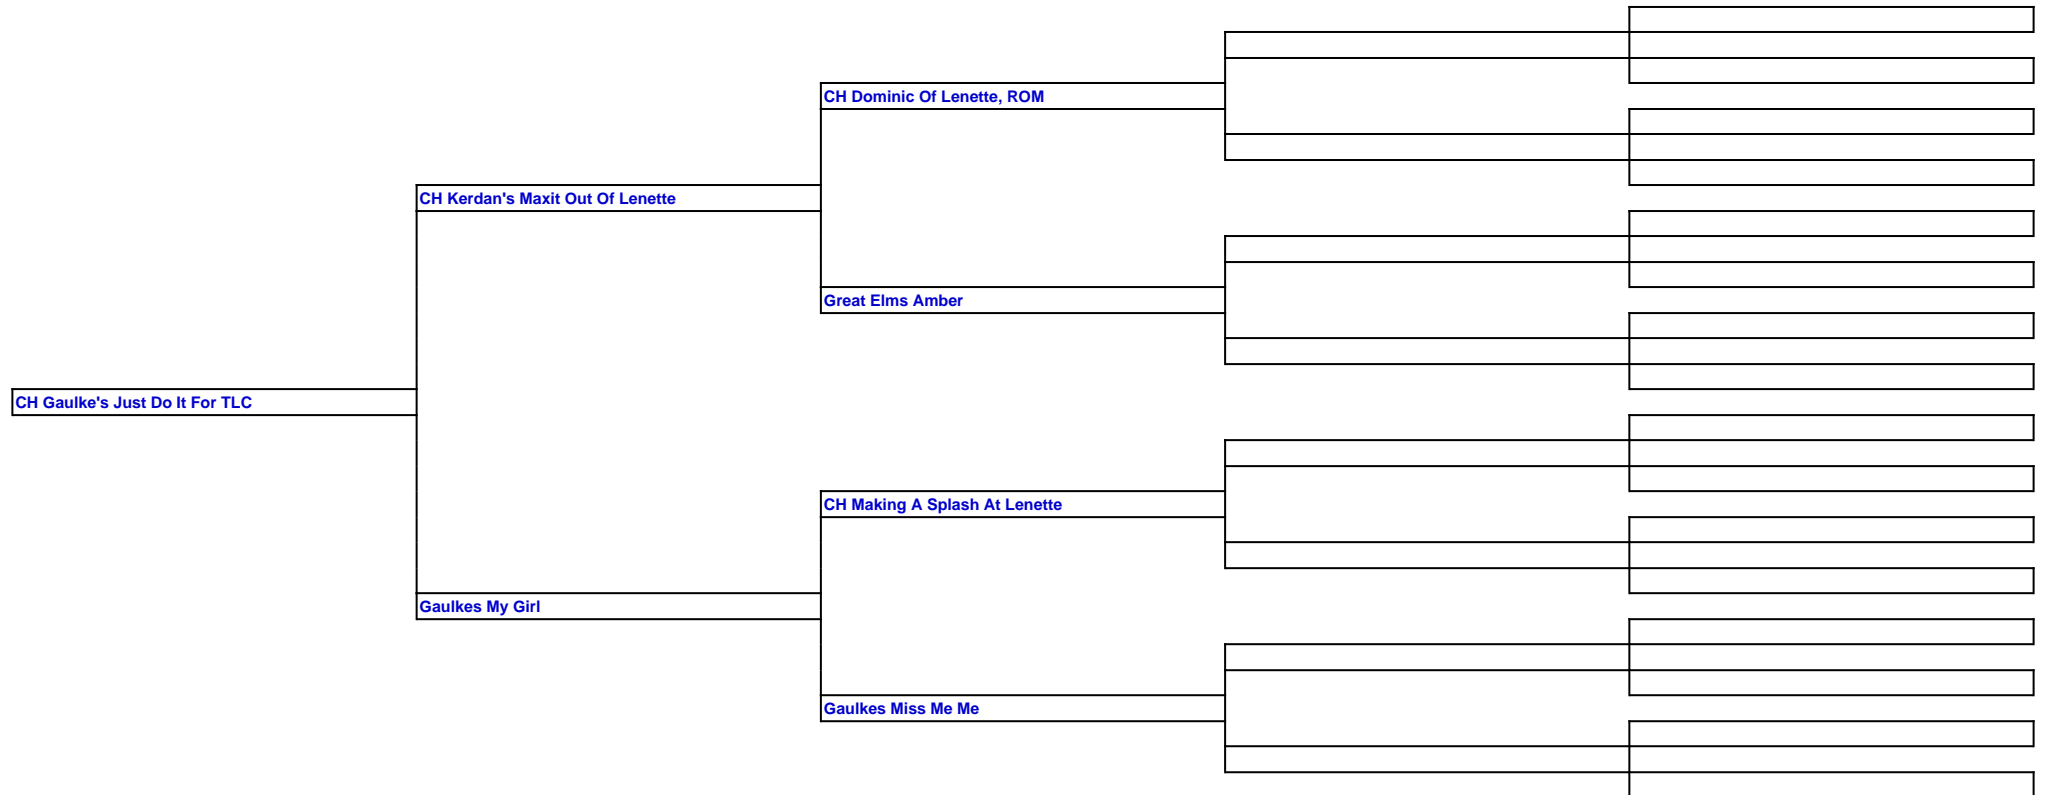 CH Dominic Of Lenette, ROM
CH Kerdan's Maxit Out Of Lenette
Great Elms Amber
CH Gaulke's Just Do It For TLC
CH Making A Splash At Lenette
Gaulkes My Girl
Gaulkes Miss Me Me